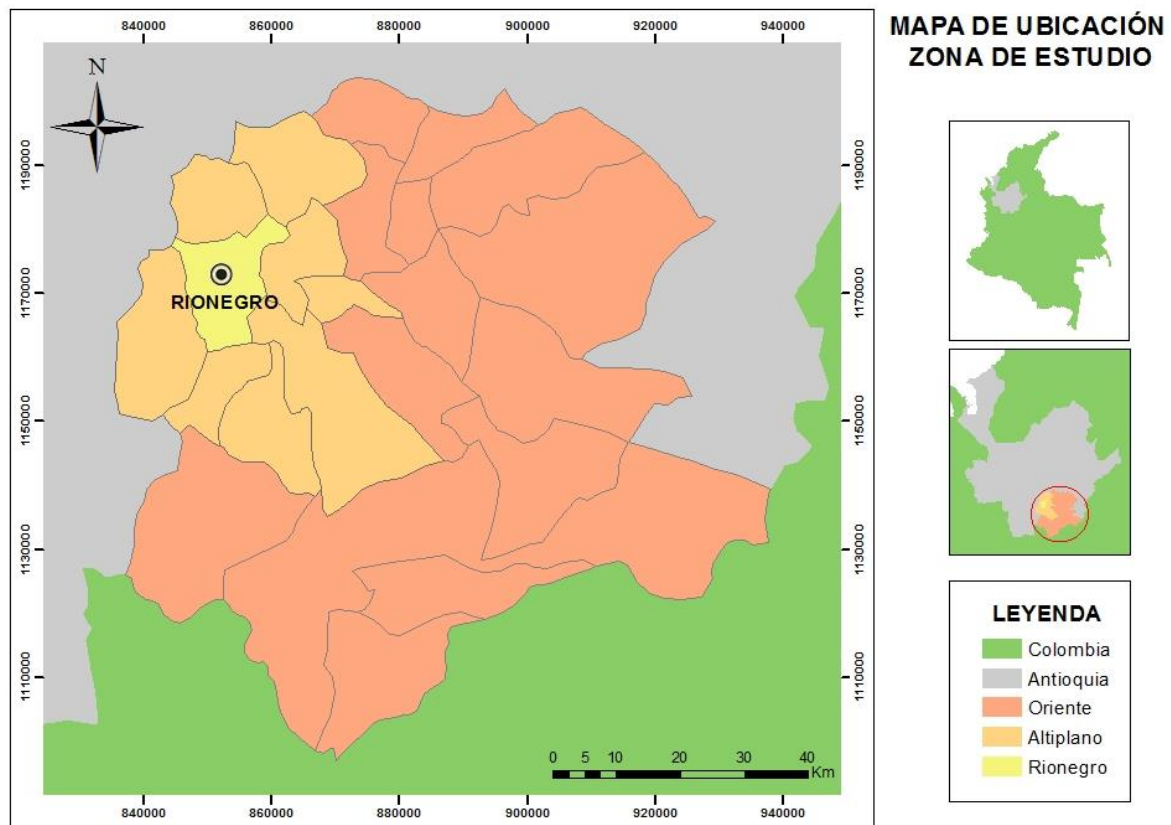 MAPA DE UBICACIÓN
ZONA DE ESTUDIO
840000 860000 880000 900000 920000 940000
N
1190000 1190000
1170000 1170000
1150000 1150000
1130000 1130000
1110000 1110000
RIONEGRO
0 5 10 20 30 40
Km
840000 860000 880000 900000 920000 940000
LEYENDA
Colombia
Antioquia
Oriente
Altiplano
Rionegro